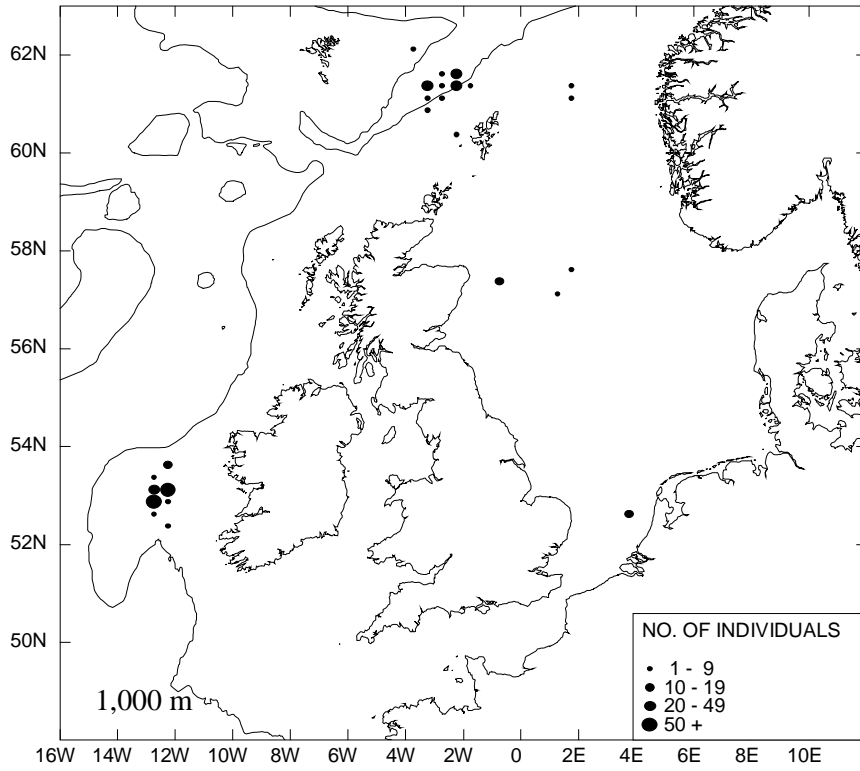 62N
60N
58N
56N
54N
52N
50N
NO. OF INDIVIDUALS
1 - 9
10 - 19
20 - 49
50 +
1,000 m
16W 14W 12W 10W 8W 6W 4W 2W 0 2E 4E 6E 8E 10E